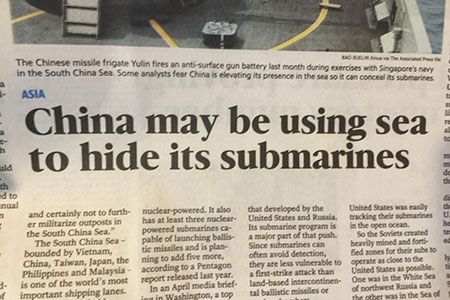 BAO XUELIN Xinhua via The Associated Press file
The Chinese missile frigate Yulin fires an anti-surface gun battery last month during exercises with Singapore's navy
in the South China Sea. Some analysts fear China is elevating its presence in the sea so it can conceal its submarines.
ASIA
China may be using sea
to hide its submarines
and certainly not to furth-
er militarize outposts in
the South China Sea.”
The South China Sea -
bounded by Vietnam,
China, Taiwan, Japan, the
Philippines and Malaysia -
is one of the world's most
important shipping lanes.
nuclear-powered. It also
has at least three nuclear-
powered submarines ca-
pable of launching ballis-
tic missiles and is plan-
ning to add five more,
according to a Pentagon
report released last year.
In an April media brief-
ing in Washington, a top
that developed by the
United States and Russia.
Its submarine program is
a major part of that push.
Since submarines can
often avoid detection,
they are less vulnerable to
a first-strike attack than
land-based intercontinen-
tal ballistic missiles or
United States was easily
tracking their submarines
in the open ocean.
So the Soviets created
heavily mined and forti-
fied zones for their subs to
operate as close to the
United States as possible.
One was in the White Sea
of northwest Russia and
the other was in the Sea of